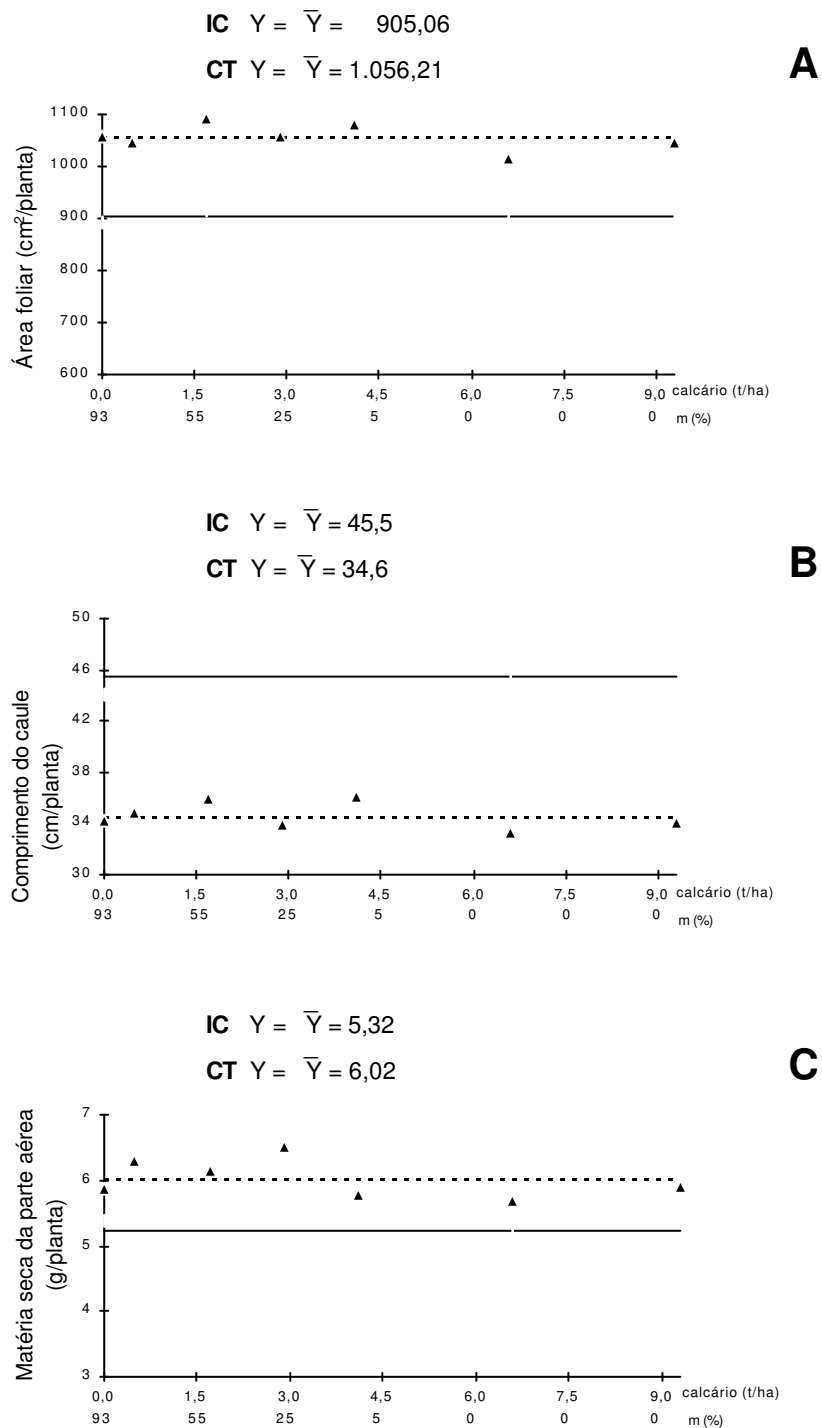 IC Y = Y̅ = 905,06
CT Y = Y̅ = 1.056,21
A
Área foliar (cm²/planta)
1100
1000
900
800
700
600
0,0 1,5 3,0 4,5 6,0 7,5 9,0 calcário (t/ha)
93 55 25 5 0 0 0 m (%)
IC Y = Y̅ = 45,5
CT Y = Y̅ = 34,6
B
Comprimento do caule
(cm/planta)
50
46
42
38
34
30
0,0 1,5 3,0 4,5 6,0 7,5 9,0 calcário (t/ha)
93 55 25 5 0 0 0 m (%)
IC Y = Y̅ = 5,32
CT Y = Y̅ = 6,02
C
Matéria seca da parte aérea
(g/planta)
7
6
5
4
3
0,0 1,5 3,0 4,5 6,0 7,5 9,0 calcário (t/ha)
93 55 25 5 0 0 0 m (%)